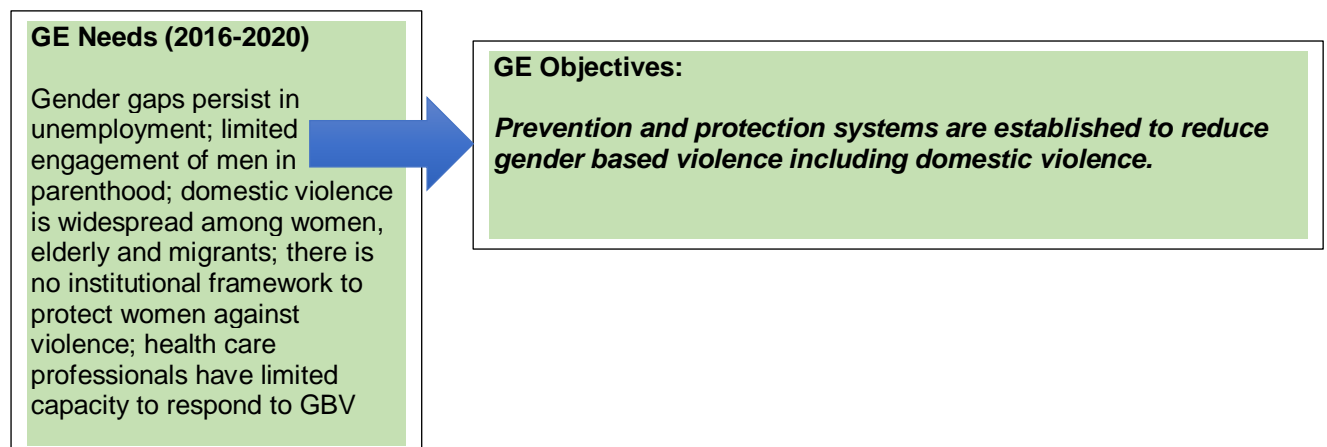 GE Needs (2016-2020)
Gender gaps persist in
unemployment; limited
engagement of men in
parenthood; domestic violence
is widespread among women,
elderly and migrants; there is
no institutional framework to
protect women against
violence; health care
professionals have limited
capacity to respond to GBV
GE Objectives:
Prevention and protection systems are established to reduce
gender based violence including domestic violence.